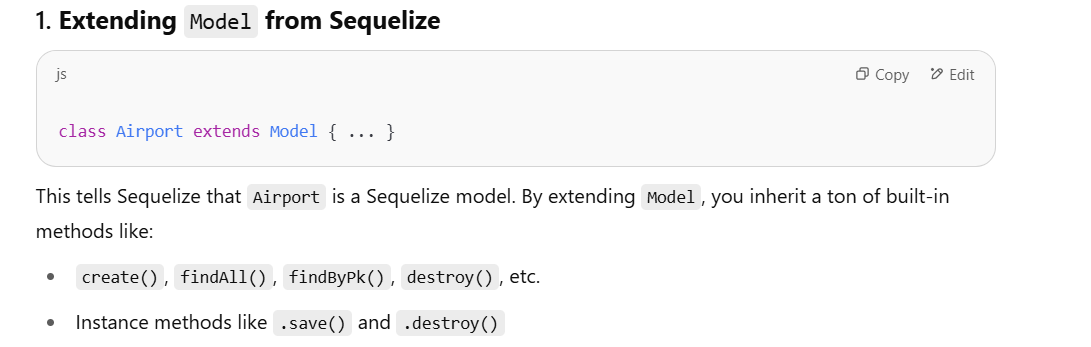 1. Extending Model from Sequelize
js Copy Edit
class Airport extends Model { ... }
This tells Sequelize that Airport is a Sequelize model. By extending Model, you inherit a ton of built-in
methods like:
• create(), findAll(), findByPk(), destroy(), etc.
• Instance methods like .save() and .destroy()